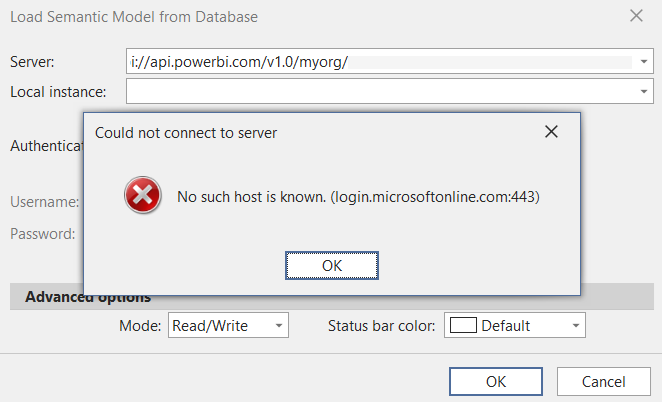 Load Semantic Model from Database
Server: i://api.powerbi.com/v1.0/myorg/
Local instance:
Could not connect to server
Authenticat
No such host is known. (login.microsoftonline.com:443)
Username:
Password:
OK
Advanced options
Mode: Read/Write Status bar color: Default
OK Cancel